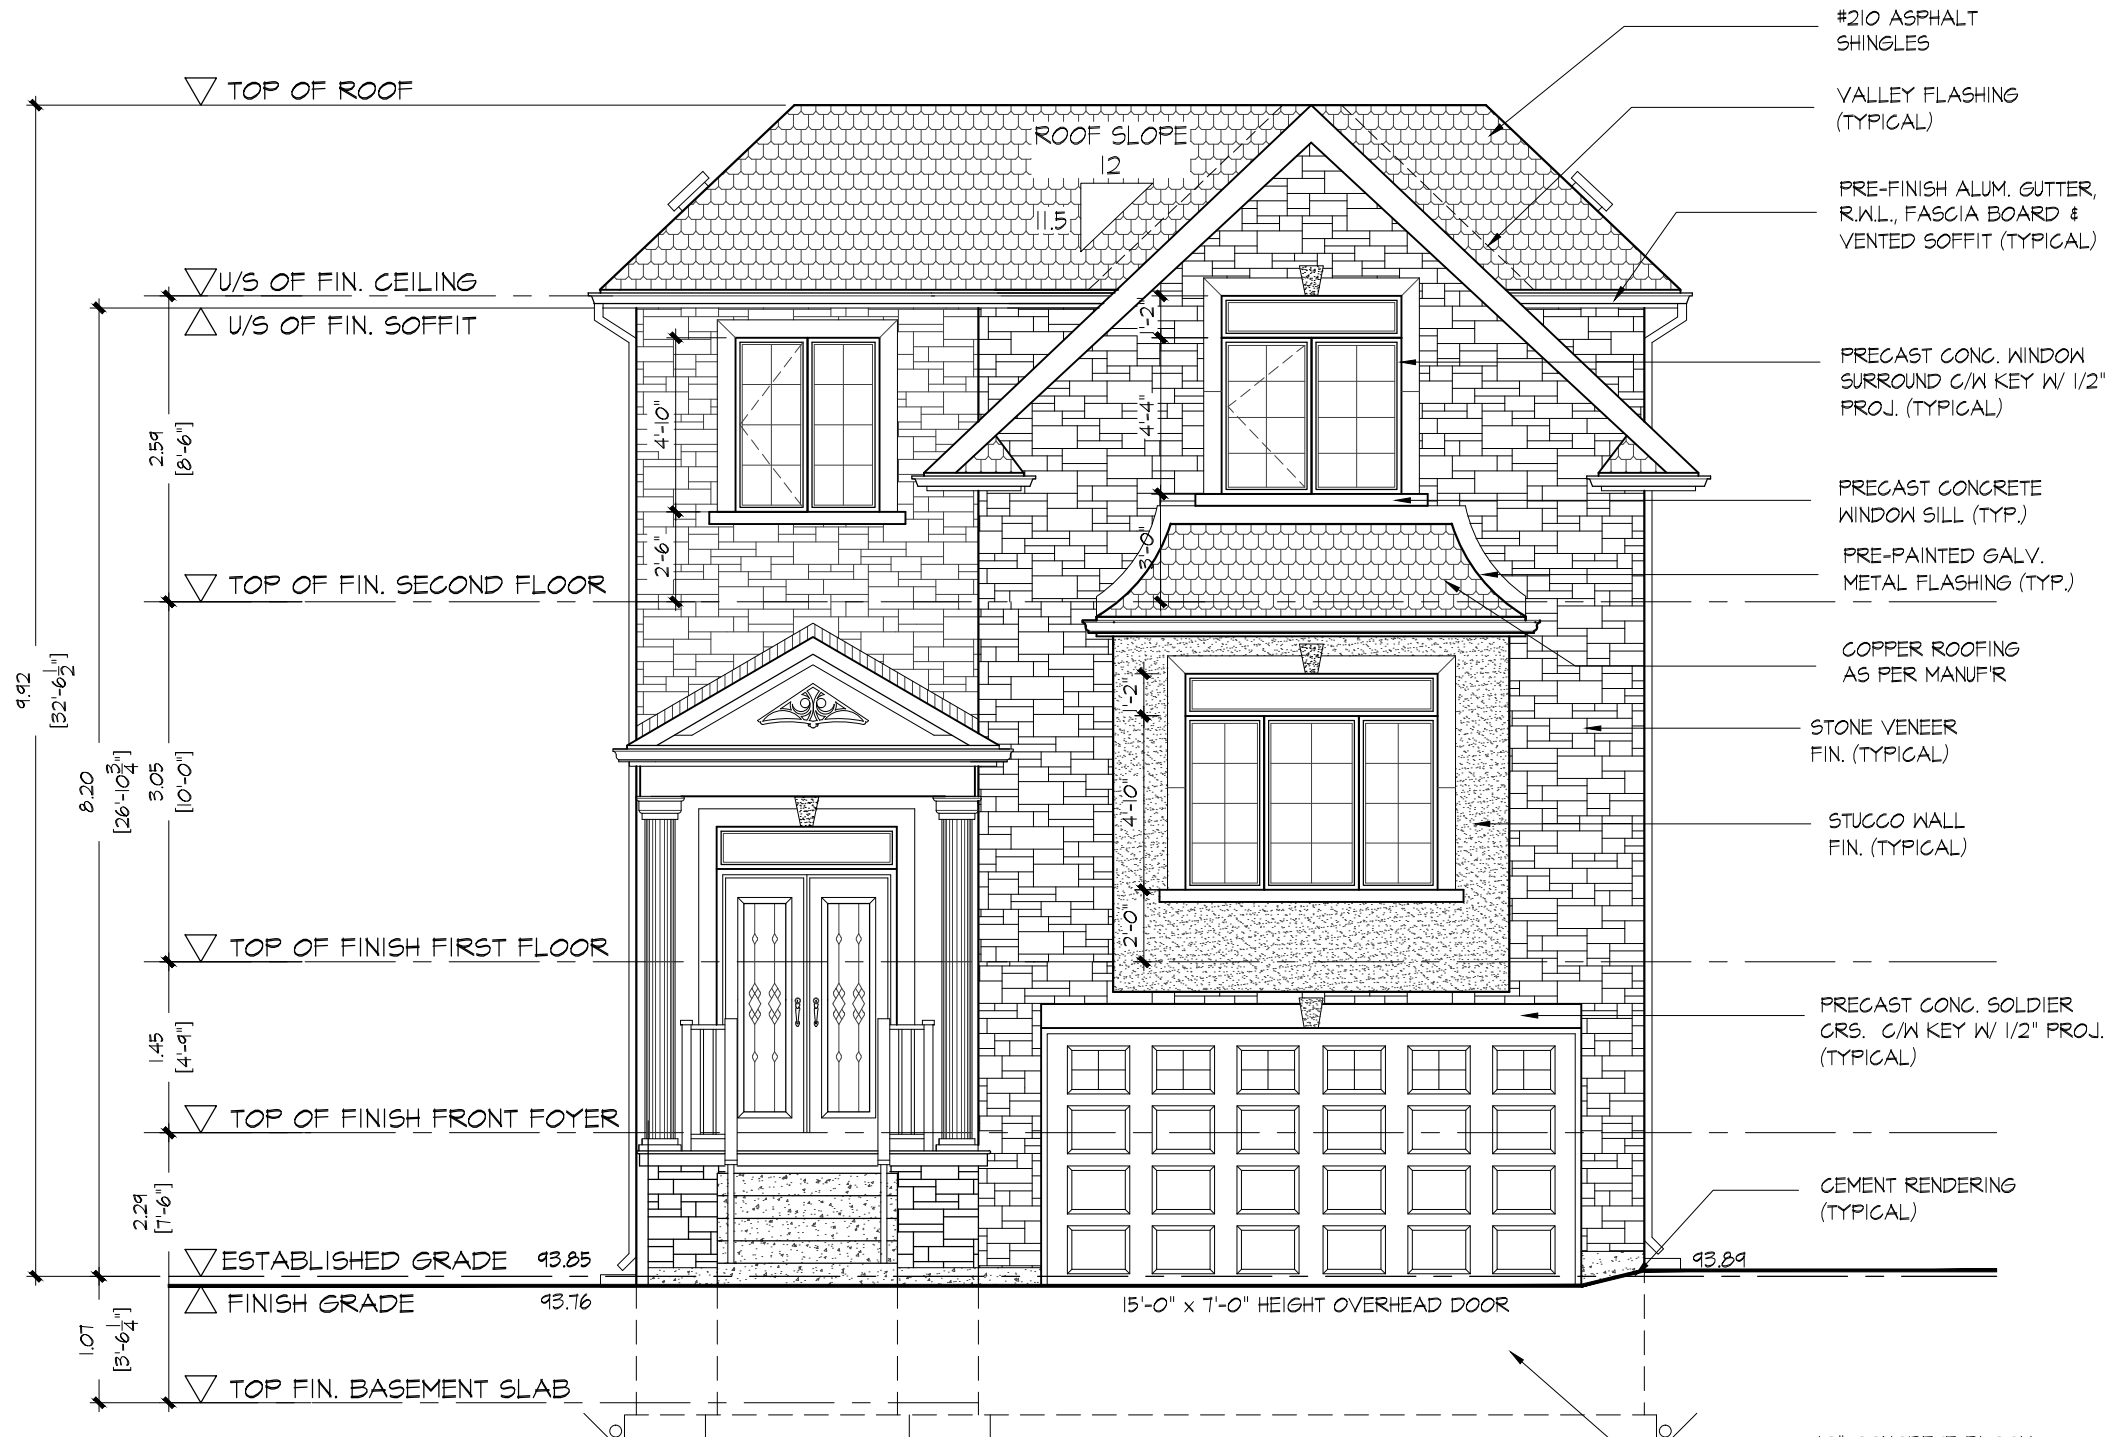 #210 ASPHALT
SHINGLES
VALLEY FLASHING
(TYPICAL)
PRE-FINISH ALUM. GUTTER,
R.W.L., FASCIA BOARD &
VENTED SOFFIT (TYPICAL)
PRECAST CONC. WINDOW
SURROUND C/W KEY W/ 1/2"
PROJ. (TYPICAL)
PRECAST CONCRETE
WINDOW SILL (TYP.)
PRE-PAINTED GALV.
METAL FLASHING (TYP.)
COPPER ROOFING
AS PER MANUF'R
STONE VENEER
FIN. (TYPICAL)
STUCCO WALL
FIN. (TYPICAL)
PRECAST CONC. SOLDIER
CRS. C/W KEY W/ 1/2" PROJ.
(TYPICAL)
CEMENT RENDERING
(TYPICAL)
TOP OF ROOF
U/S OF FIN. CEILING
U/S OF FIN. SOFFIT
TOP OF FIN. SECOND FLOOR
TOP OF FINISH FIRST FLOOR
TOP OF FINISH FRONT FOYER
ESTABLISHED GRADE 93.85
FINISH GRADE 93.76
TOP FIN. BASEMENT SLAB
9.92
[32'-6 1/2"]
8.20
[26'-10 3/4"]
2.59
[8'-6"]
3.05
[10'-0"]
1.45
[4'-9"]
2.29
[7'-6"]
1.07
[3'-6 1/4"]
ROOF SLOPE
12
11.5
4'-10"
2'-6"
1'-2"
4'-4"
3'-0"
1'-2"
4'-10"
2'-0"
93.89
15'-0" x 7'-0" HEIGHT OVERHEAD DOOR